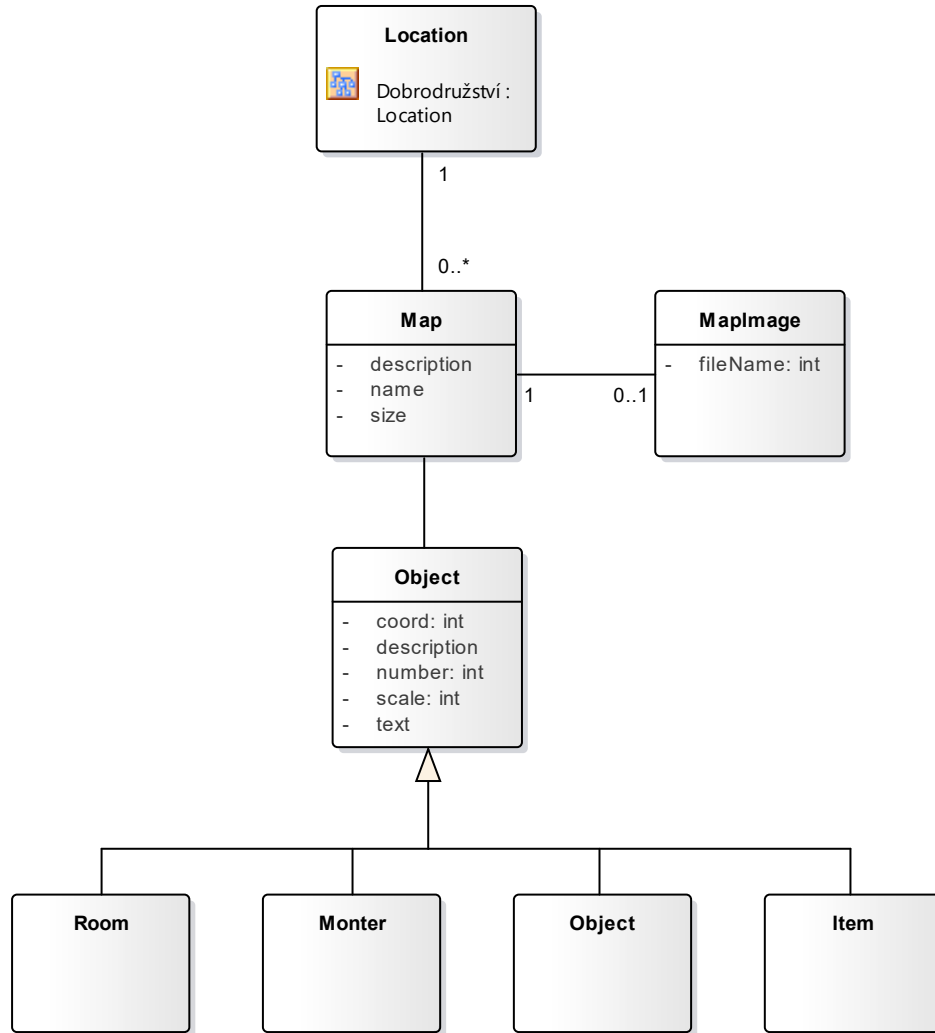 Location
Dobrodružství :
Location
1
0..*
Map
- description
- name
- size
MapImage
- fileName: int
1
0..1
Object
- coord: int
- description
- number: int
- scale: int
- text
Room
Monter
Object
Item